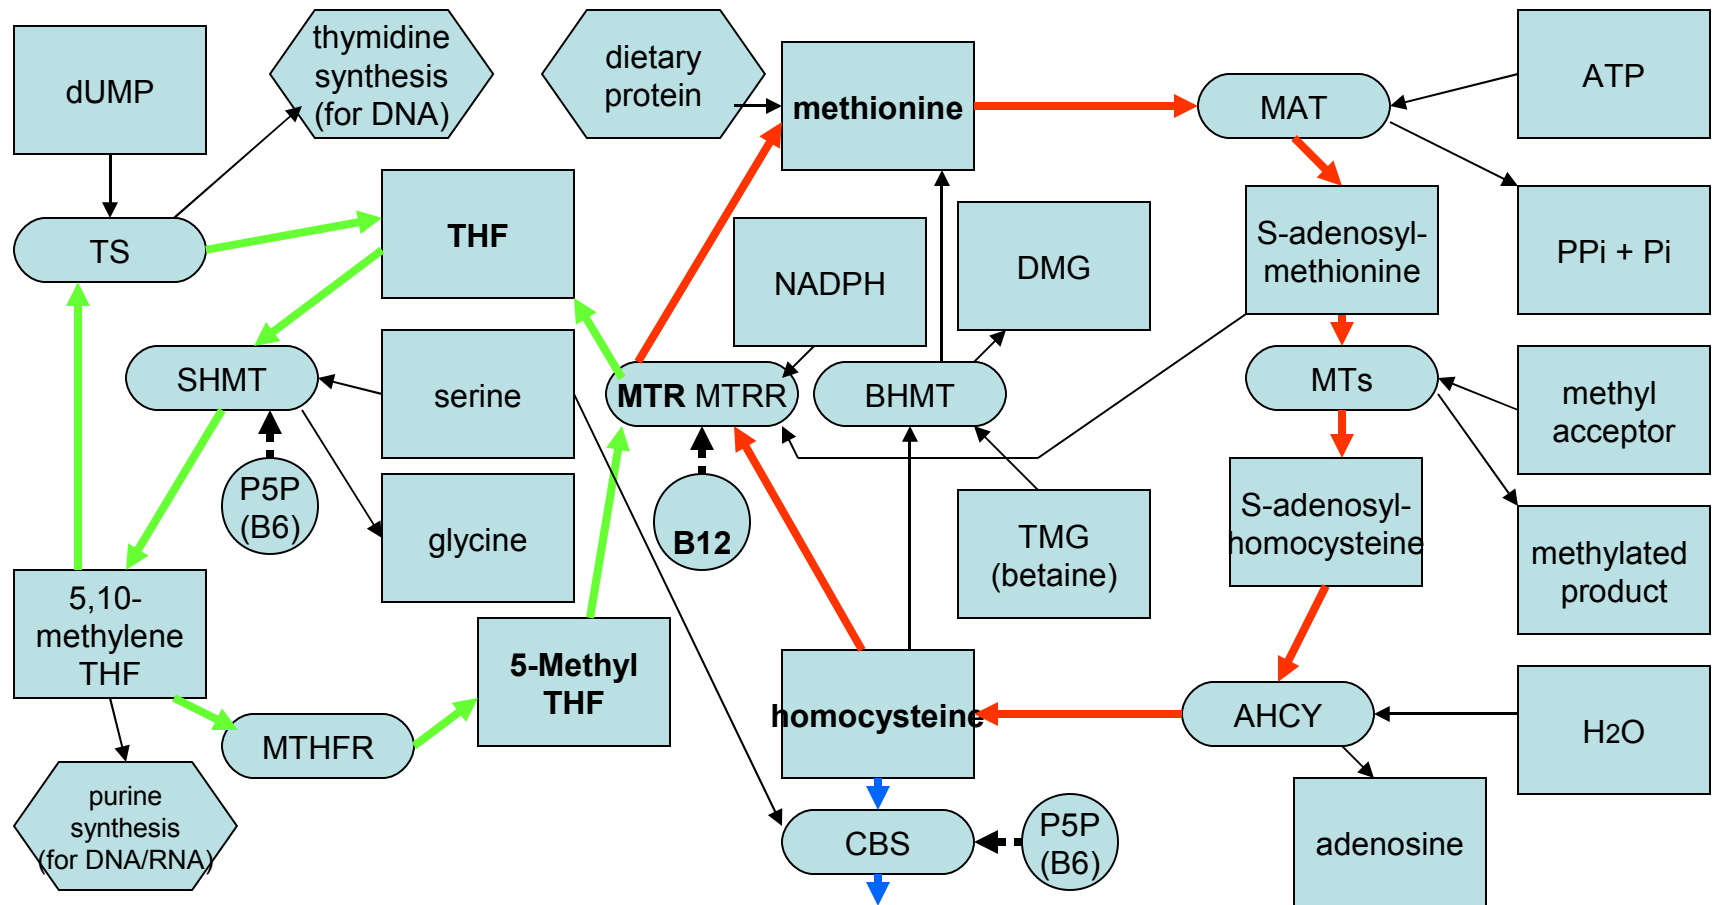 dUMP
thymidine
synthesis
(for DNA)
dietary
protein
methionine
MAT
ATP
TS
THF
NADPH
DMG
S-adenosyl-
methionine
PPi + Pi
SHMT
serine
MTR MTRR
BHMT
MTs
methyl
acceptor
P5P
(B6)
glycine
B12
TMG
(betaine)
S-adenosyl-
homocysteine
methylated
product
5,10-
methylene
THF
5-Methyl
THF
homocysteine
AHCY
H2O
MTHFR
purine
synthesis
(for DNA/RNA)
CBS
P5P
(B6)
adenosine